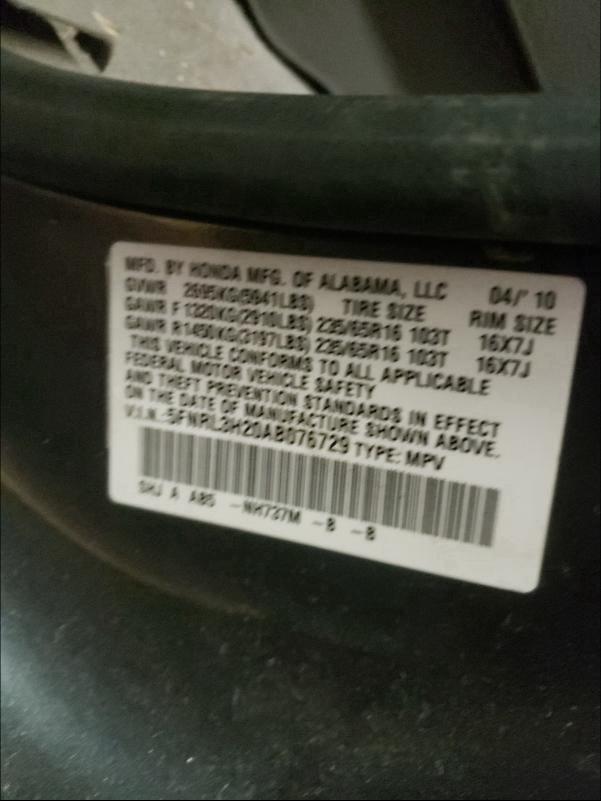 MFD. BY HONDA MFG. OF ALABAMA, LLC 04/' 10
GVWR 2695KG(5941LBS) TIRE SIZE RIM SIZE
GAWR F 1320KG(2910LBS) 235/65R16 103T 16X7J
GAWR R1450KG(3197LBS) 235/65R16 103T 16X7J
THIS VEHICLE CONFORMS TO ALL APPLICABLE
FEDERAL MOTOR VEHICLE SAFETY
AND THEFT PREVENTION STANDARDS IN EFFECT
ON THE DATE OF MANUFACTURE SHOWN ABOVE.
V.I.N.:5FNRL3H20AB076729 TYPE: MPV
SHJ A A85 -NH737M -B -B